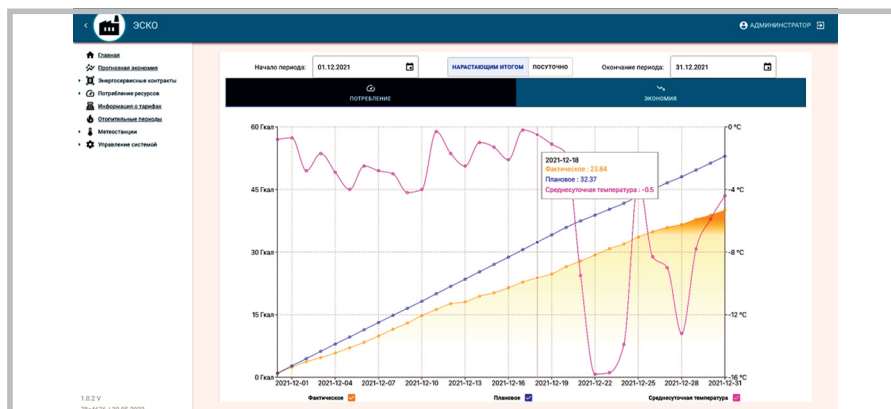 ЭСКО
АДМИНИСТРАТОР
Главная
Прогнозная экономия
Энергосервисные контракты
Потребление ресурсов
Информация о тарифах
Отопительные периоды
Метеостанции
Управление системой
Начало периода: 01.12.2021 НАРАСТАЮЩИМ ИТОГОМ ПОСУТОЧНО Окончание периода: 31.12.2021
ПОТРЕБЛЕНИЕ ЭКОНОМИЯ
60 Гкал 0 °C
2021-12-18
Фактическое : 23.84
Плановое : 32.37
Среднесуточная температура : -0.5
45 Гкал -4 °C
30 Гкал -8 °C
15 Гкал -12 °C
0 Гкал -16 °C
2021-12-01 2021-12-04 2021-12-07 2021-12-10 2021-12-13 2021-12-16 2021-12-19 2021-12-22 2021-12-25 2021-12-28 2021-12-31
Фактическое Плановое Среднесуточная температура
1.0.2 V